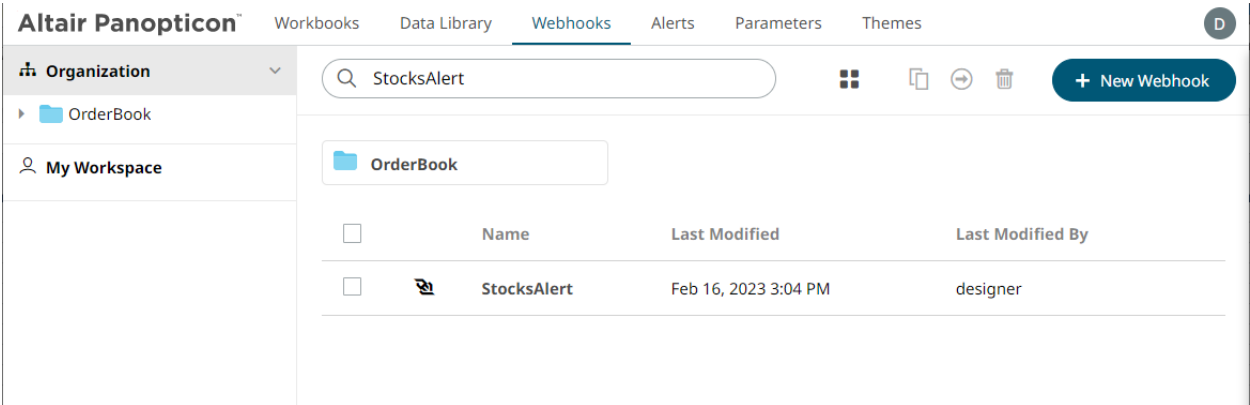 Altair Panopticon™ Workbooks Data Library Webhooks Alerts Parameters Themes D
Organization
OrderBook
My Workspace
StocksAlert
+ New Webhook
OrderBook
Name Last Modified Last Modified By
StocksAlert Feb 16, 2023 3:04 PM designer